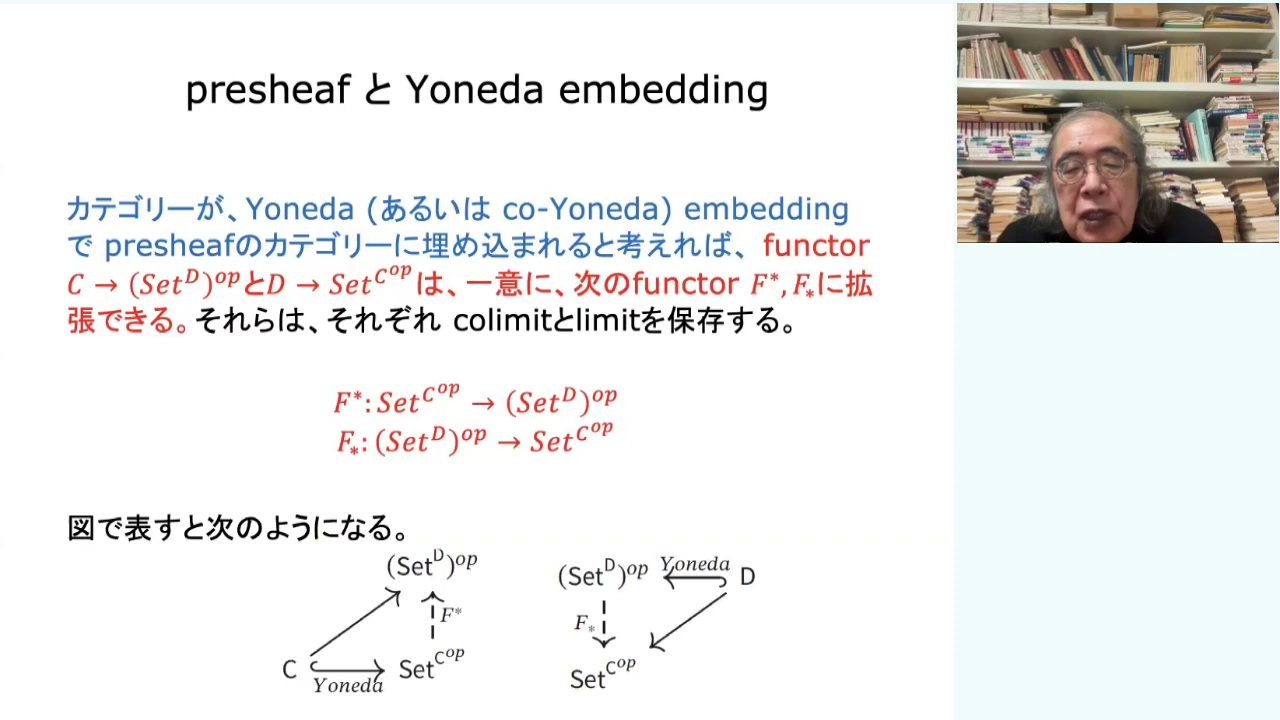 presheaf と Yoneda embedding
カテゴリーが、Yoneda (あるいは co-Yoneda) embedding
で presheafのカテゴリーに埋め込まれると考えれば、functor
C → (Set^D)^opとD → Set^{C^op}は、一意に、次のfunctor F^*, F_*に拡
張できる。それらは、それぞれ colimitとlimitを保存する。
F^*: Set^{C^op} → (Set^D)^op
F_*: (Set^D)^op → Set^{C^op}
図で表すと次のようになる。
(Set^D)^op
F^*
C
Set^{C^op}
Yoneda
(Set^D)^op
Yoneda
D
F_*
Set^{C^op}